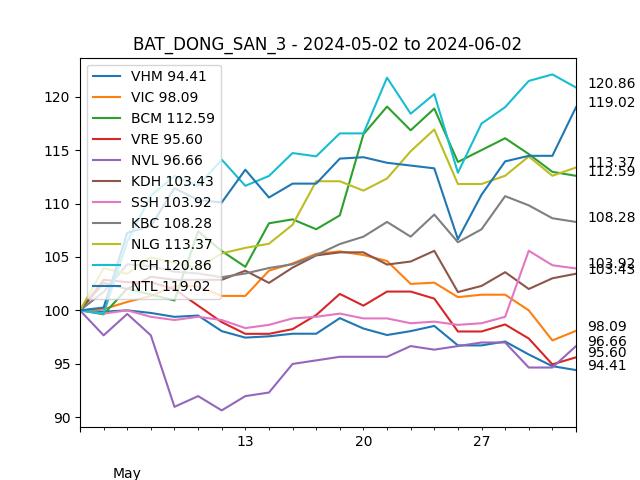 BAT_DONG_SAN_3 - 2024-05-02 to 2024-06-02
VHM 94.41
VIC 98.09
BCM 112.59
VRE 95.60
NVL 96.66
KDH 103.43
SSH 103.92
KBC 108.28
NLG 113.37
TCH 120.86
NTL 119.02
120
115
110
105
100
95
90
120.86
119.02
113.37
112.59
108.28
103.92
103.43
98.09
96.66
95.60
94.41
13
20
27
May